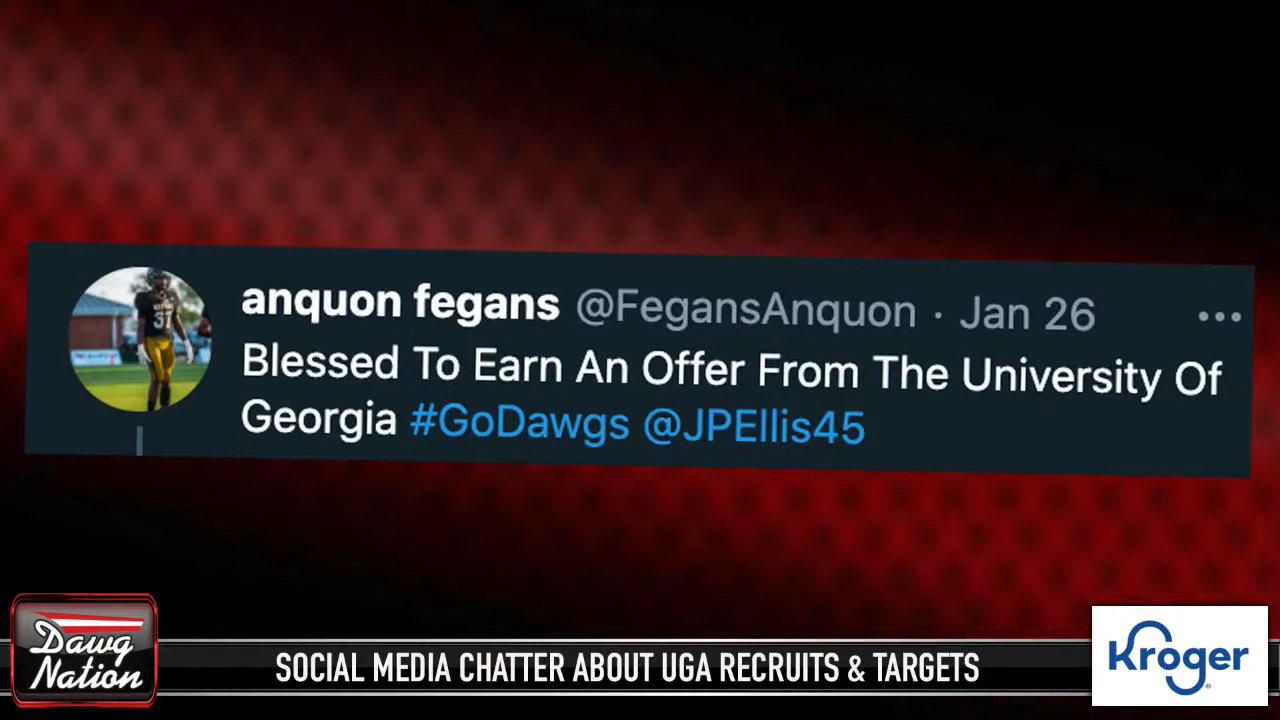 anquon fegans @FegansAnquon · Jan 26
Blessed To Earn An Offer From The University Of
Georgia #GoDawgs @JPEllis45
Dawg
Nation
SOCIAL MEDIA CHATTER ABOUT UGA RECRUITS & TARGETS
Kroger